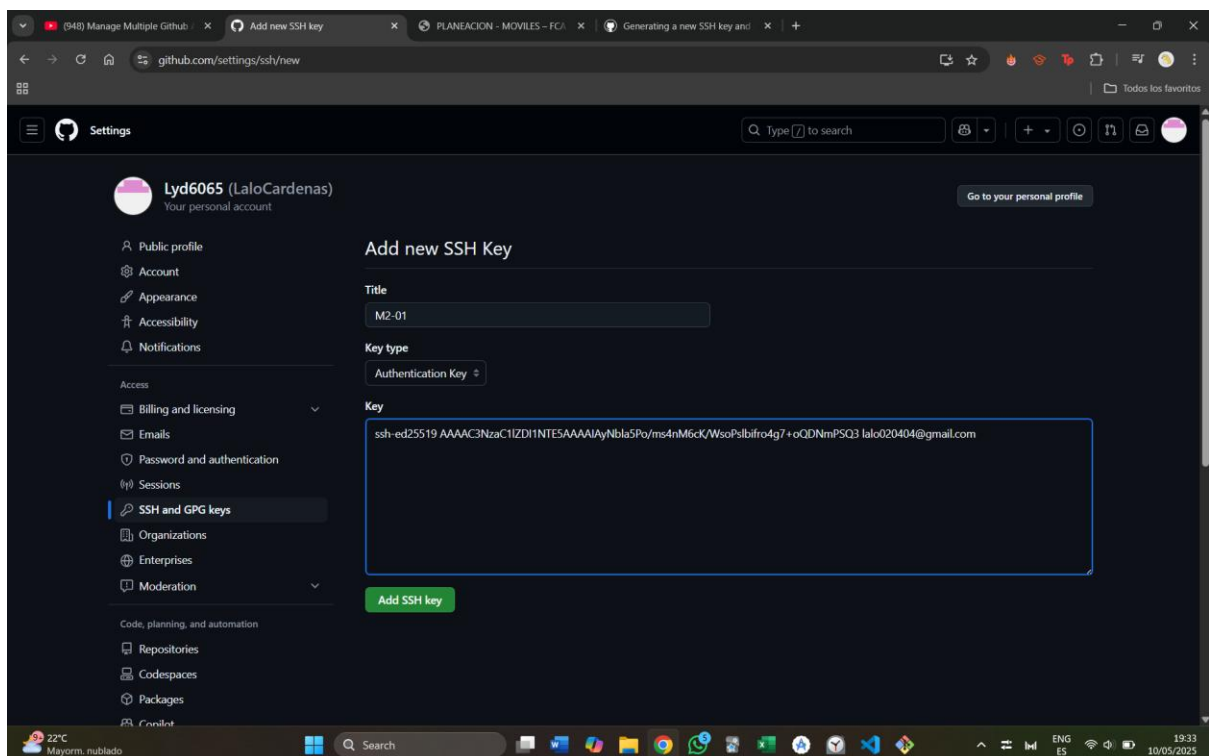 (948) Manage Multiple Github
Add new SSH key
PLANEACION - MOVILES – FCA
Generating a new SSH key and
github.com/settings/ssh/new
Todos los favoritos
Settings
Type / to search
Lyd6065 (LaloCardenas)
Your personal account
Go to your personal profile
Public profile
Account
Appearance
Accessibility
Notifications
Access
Billing and licensing
Emails
Password and authentication
Sessions
SSH and GPG keys
Organizations
Enterprises
Moderation
Code, planning, and automation
Repositories
Codespaces
Packages
Copilot
Add new SSH Key
Title
M2-01
Key type
Authentication Key
Key
ssh-ed25519 AAAAC3NzaC1lZDI1NTE5AAAAIAyNbla5Po/ms4nM6cK/WsoPslbifro4g7+oQDNmPSQ3 lalo020404@gmail.com
Add SSH key
9+
22°C
Mayorm. nublado
Search
5
ENG
ES
19:33
10/05/2025